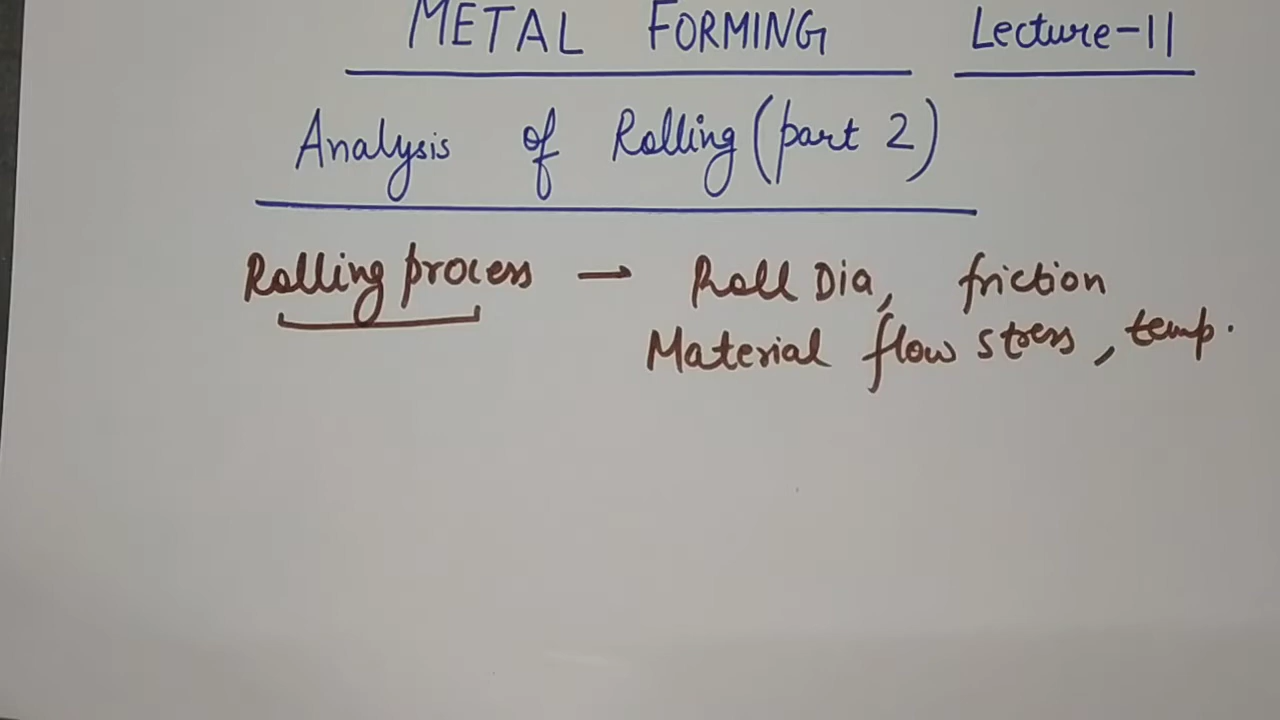 METAL FORMING Lecture-11
Analysis of Rolling (part 2)
Rolling process → Roll Dia, friction
Material flow stress, temp.